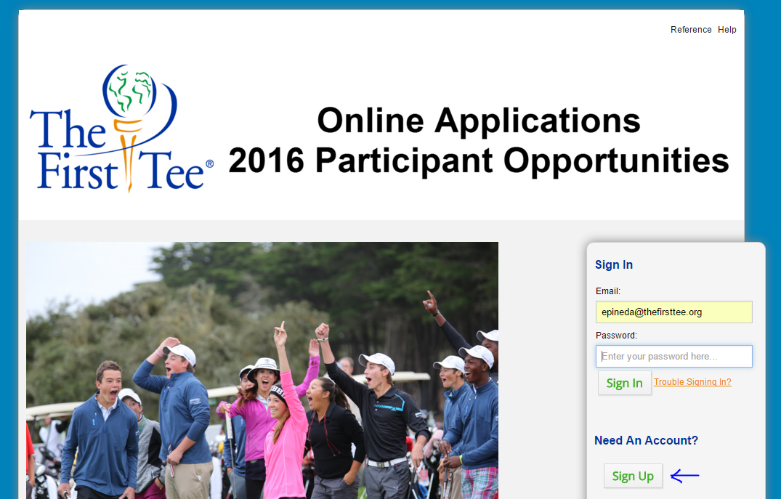 Reference Help
The
First Tee®
Online Applications
2016 Participant Opportunities
Sign In
Email:
epineda@thefirsttee.org
Password:
Enter your password here...
Sign In Trouble Signing In?
Need An Account?
Sign Up